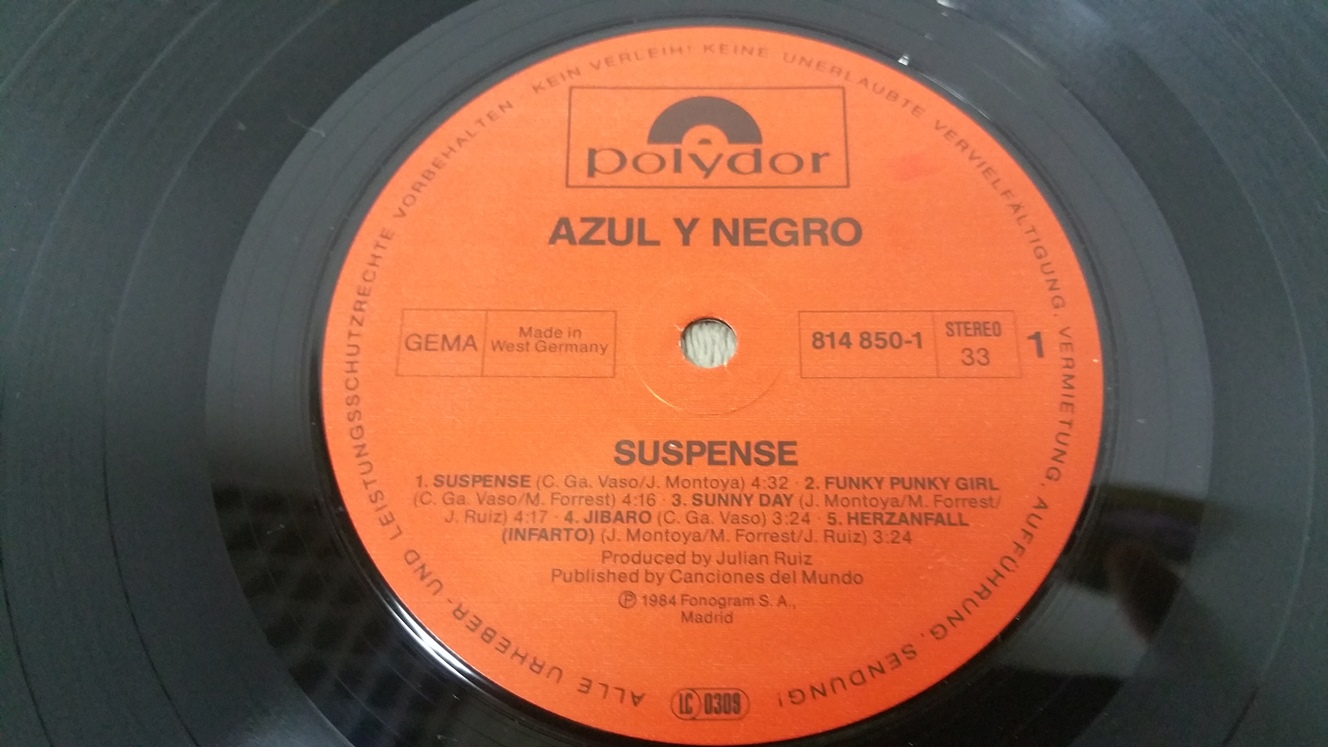 ALLE URHEBER- UND LEISTUNGSSCHUTZRECHTE VORBEHALTEN KEIN VERLEIH! KEINE UNERLAUBTE VERVIELFÄLTIGUNG, VERMIETUNG, AUFFÜHRUNG, SENDUNG!
polydor
AZUL Y NEGRO
GEMA
Made in
West Germany
814 850-1
STEREO
33
1
SUSPENSE
1. SUSPENSE (C. Ga. Vaso/J. Montoya) 4:32 · 2. FUNKY PUNKY GIRL
(C. Ga. Vaso/M. Forrest) 4:16 · 3. SUNNY DAY (J. Montoya/M. Forrest/
J. Ruiz) 4:17 · 4. JIBARO (C. Ga. Vaso) 3:24 · 5. HERZANFALL
(INFARTO) (J. Montoya/M. Forrest/J. Ruiz) 3:24
Produced by Julian Ruiz
Published by Canciones del Mundo
℗ 1984 Fonogram S. A.,
Madrid
LC 0309